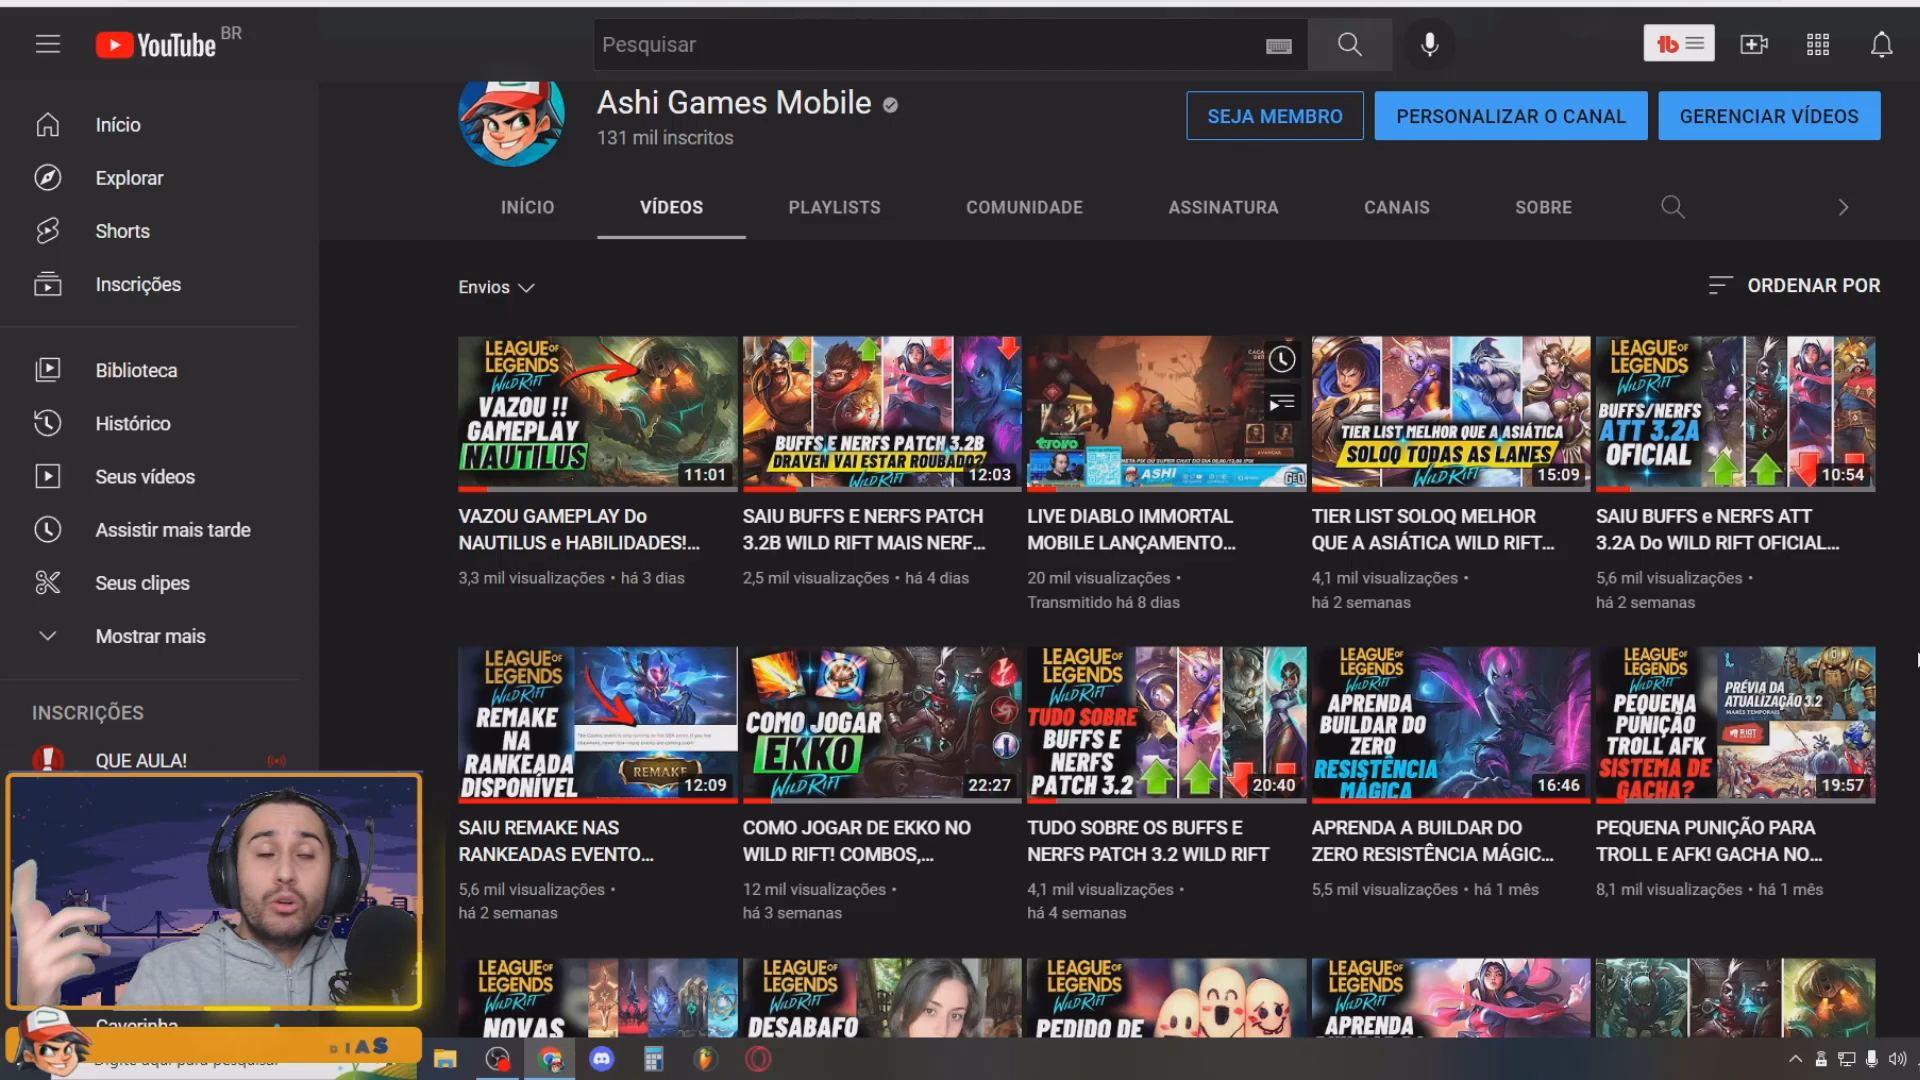 YouTube BR
Pesquisar
Início
Explorar
Shorts
Inscrições
Biblioteca
Histórico
Seus vídeos
Assistir mais tarde
Seus clipes
Mostrar mais
INSCRIÇÕES
QUE AULA!
Caverinha
Ashi Games Mobile
131 mil inscritos
SEJA MEMBRO
PERSONALIZAR O CANAL
GERENCIAR VÍDEOS
INÍCIO
VÍDEOS
PLAYLISTS
COMUNIDADE
ASSINATURA
CANAIS
SOBRE
Envios
ORDENAR POR
LEAGUE OF
LEGENDS
WILD RIFT
VAZOU !!
GAMEPLAY
NAUTILUS
11:01
VAZOU GAMEPLAY Do
NAUTILUS e HABILIDADES!...
3,3 mil visualizações • há 3 dias
BUFFS E NERFS PATCH 3.2B
DRAVEN VAI ESTAR ROUBADO?
WILD RIFT
12:03
SAIU BUFFS E NERFS PATCH
3.2B WILD RIFT MAIS NERF...
2,5 mil visualizações • há 4 dias
trovo
ASHI
LIVE DIABLO IMMORTAL
MOBILE LANÇAMENTO...
20 mil visualizações •
Transmitido há 8 dias
TIER LIST MELHOR QUE A ASIÁTICA
SOLOQ TODAS AS LANES
WILD RIFT
15:09
TIER LIST SOLOQ MELHOR
QUE A ASIÁTICA WILD RIFT...
4,1 mil visualizações •
há 2 semanas
LEAGUE OF
LEGENDS
WILD RIFT
BUFFS/NERFS
ATT 3.2A
OFICIAL
10:54
SAIU BUFFS e NERFS ATT
3.2A Do WILD RIFT OFICIAL...
5,6 mil visualizações •
há 2 semanas
LEAGUE OF
LEGENDS
WILD RIFT
REMAKE
NA
RANKEADA
DISPONÍVEL
REMAKE
12:09
SAIU REMAKE NAS
RANKEADAS EVENTO...
5,6 mil visualizações •
há 2 semanas
COMO JOGAR
EKKO
WILD RIFT
22:27
COMO JOGAR DE EKKO NO
WILD RIFT! COMBOS,...
12 mil visualizações •
há 3 semanas
LEAGUE OF
LEGENDS
WILD RIFT
TUDO SOBRE
BUFFS E
NERFS
PATCH 3.2
20:40
TUDO SOBRE OS BUFFS E
NERFS PATCH 3.2 WILD RIFT
4,1 mil visualizações •
há 4 semanas
LEAGUE OF
LEGENDS
WILD RIFT
APRENDA
BUILDAR DO
ZERO
RESISTÊNCIA
MÁGICA
16:46
APRENDA A BUILDAR DO
ZERO RESISTÊNCIA MÁGIC...
5,5 mil visualizações • há 1 mês
LEAGUE OF
LEGENDS
WILD RIFT
PEQUENA
PUNIÇÃO
TROLL AFK
SISTEMA DE
GACHA?
PRÉVIA DA
ATUALIZAÇÃO 3.2
MARÉS TEMPORAIS
RIOT
GAMES
19:57
PEQUENA PUNIÇÃO PARA
TROLL E AFK! GACHA NO...
8,1 mil visualizações • há 1 mês
LEAGUE OF
LEGENDS
WILD RIFT
NOVAS
LEAGUE OF
LEGENDS
WILD RIFT
DESABAFO
LEAGUE OF
LEGENDS
WILD RIFT
PEDIDO DE
LEAGUE OF
LEGENDS
WILD RIFT
APRENDA
DIAS
Digite aqui para pesquisar